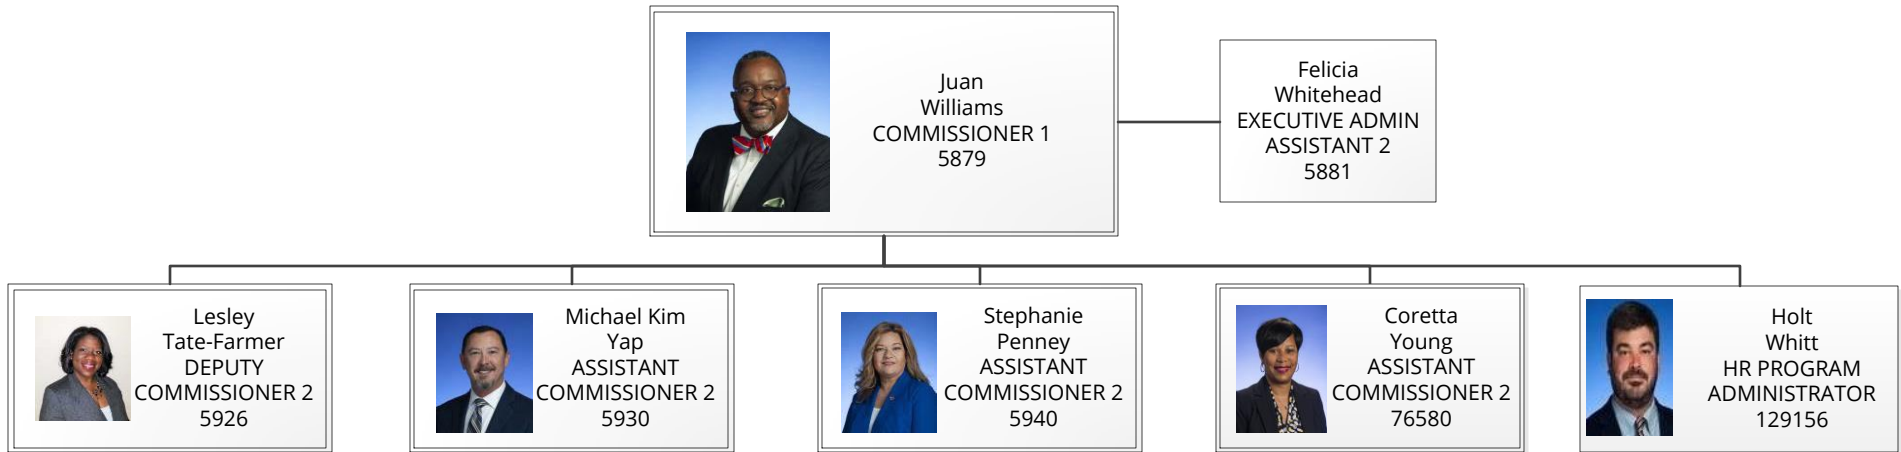 Juan
Williams
COMMISSIONER 1
5879
Felicia
Whitehead
EXECUTIVE ADMIN
ASSISTANT 2
5881
Lesley
Tate-Farmer
DEPUTY
COMMISSIONER 2
5926
Michael Kim
Yap
ASSISTANT
COMMISSIONER 2
5930
Stephanie
Penney
ASSISTANT
COMMISSIONER 2
5940
Coretta
Young
ASSISTANT
COMMISSIONER 2
76580
Holt
Whitt
HR PROGRAM
ADMINISTRATOR
129156